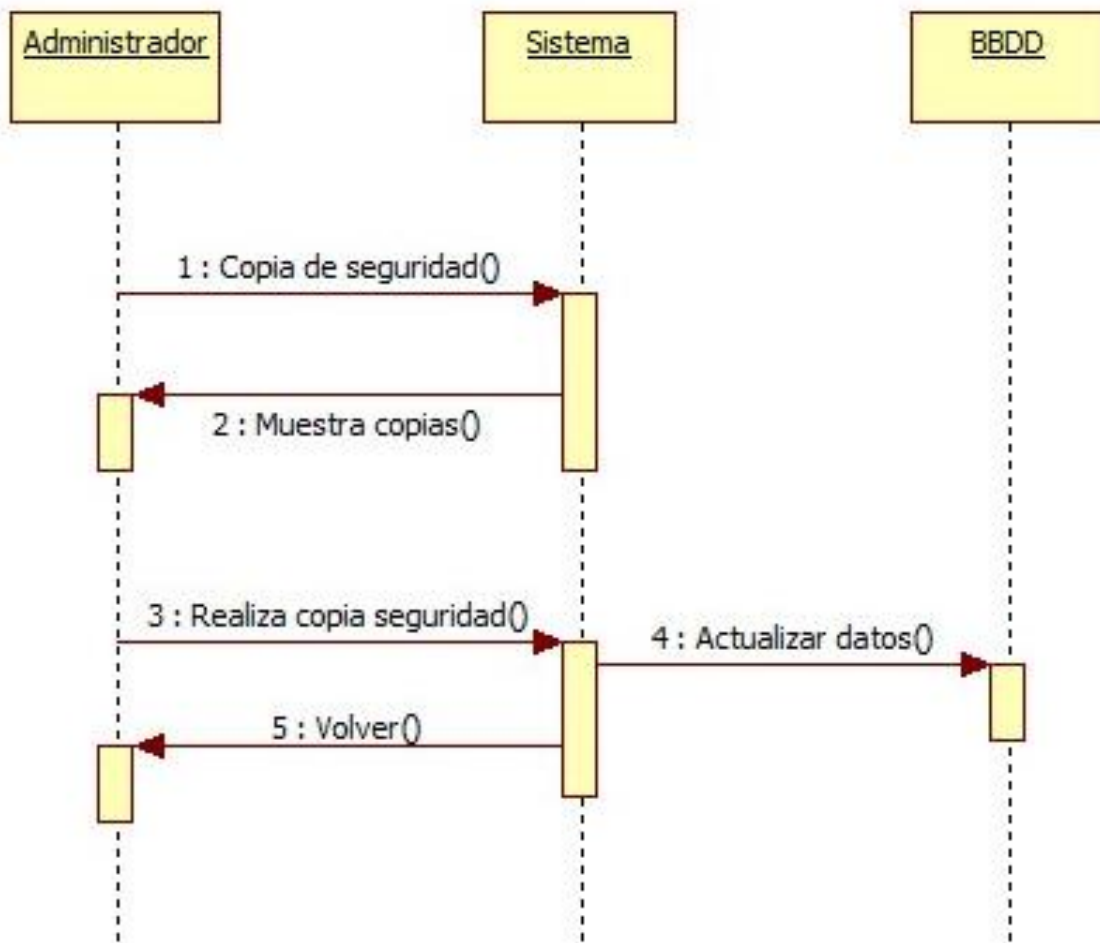 Administrador
Sistema
BBDD
1 : Copia de seguridad()
2 : Muestra copias()
3 : Realiza copia seguridad()
4 : Actualizar datos()
5 : Volver()